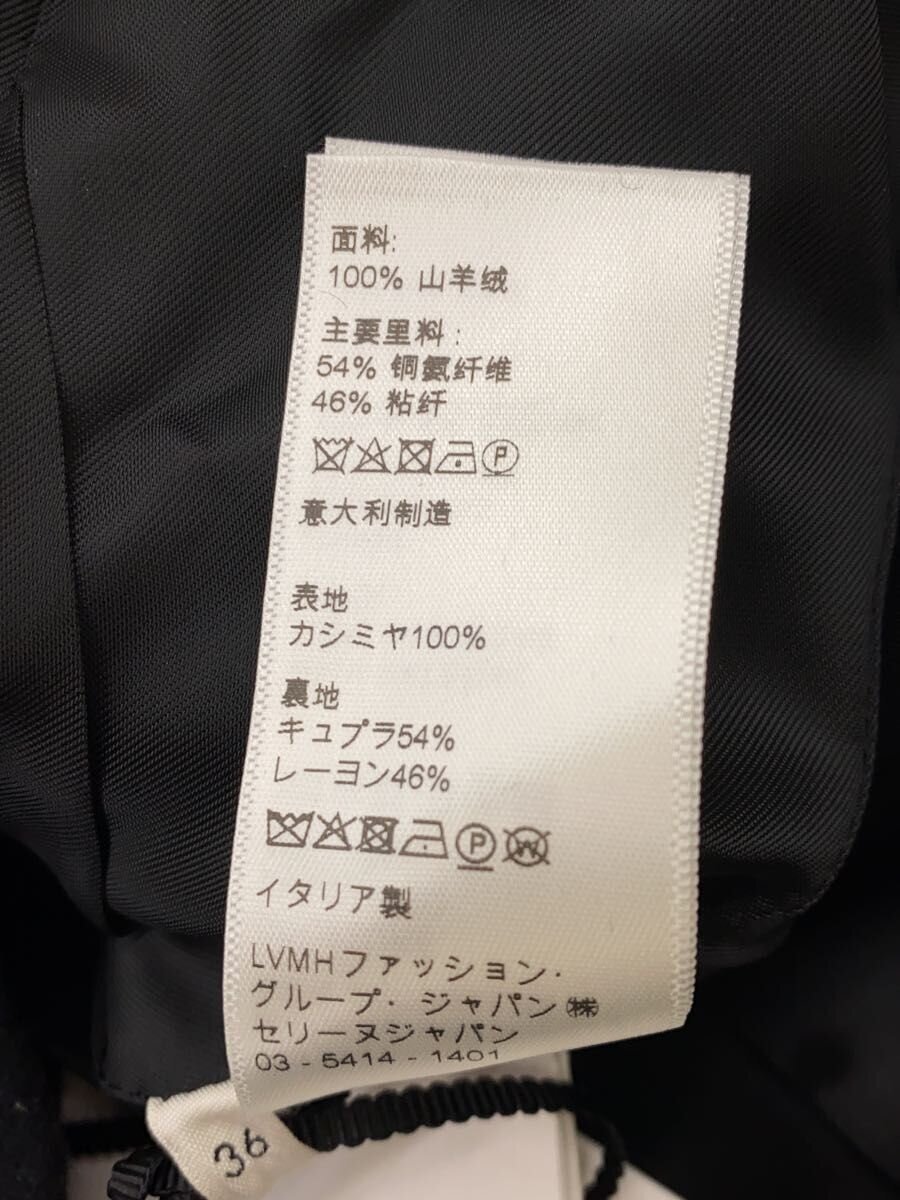 面料:
100% 山羊绒
主要里料:
54% 铜氨纤维
46% 粘纤
P
意大利制造
表地
カシミヤ100%
裏地
キュプラ54%
レーヨン46%
P W
イタリア製
LVMHファッション・
グループ・ジャパン㈱
セリーヌジャパン
03-5414-1401
36